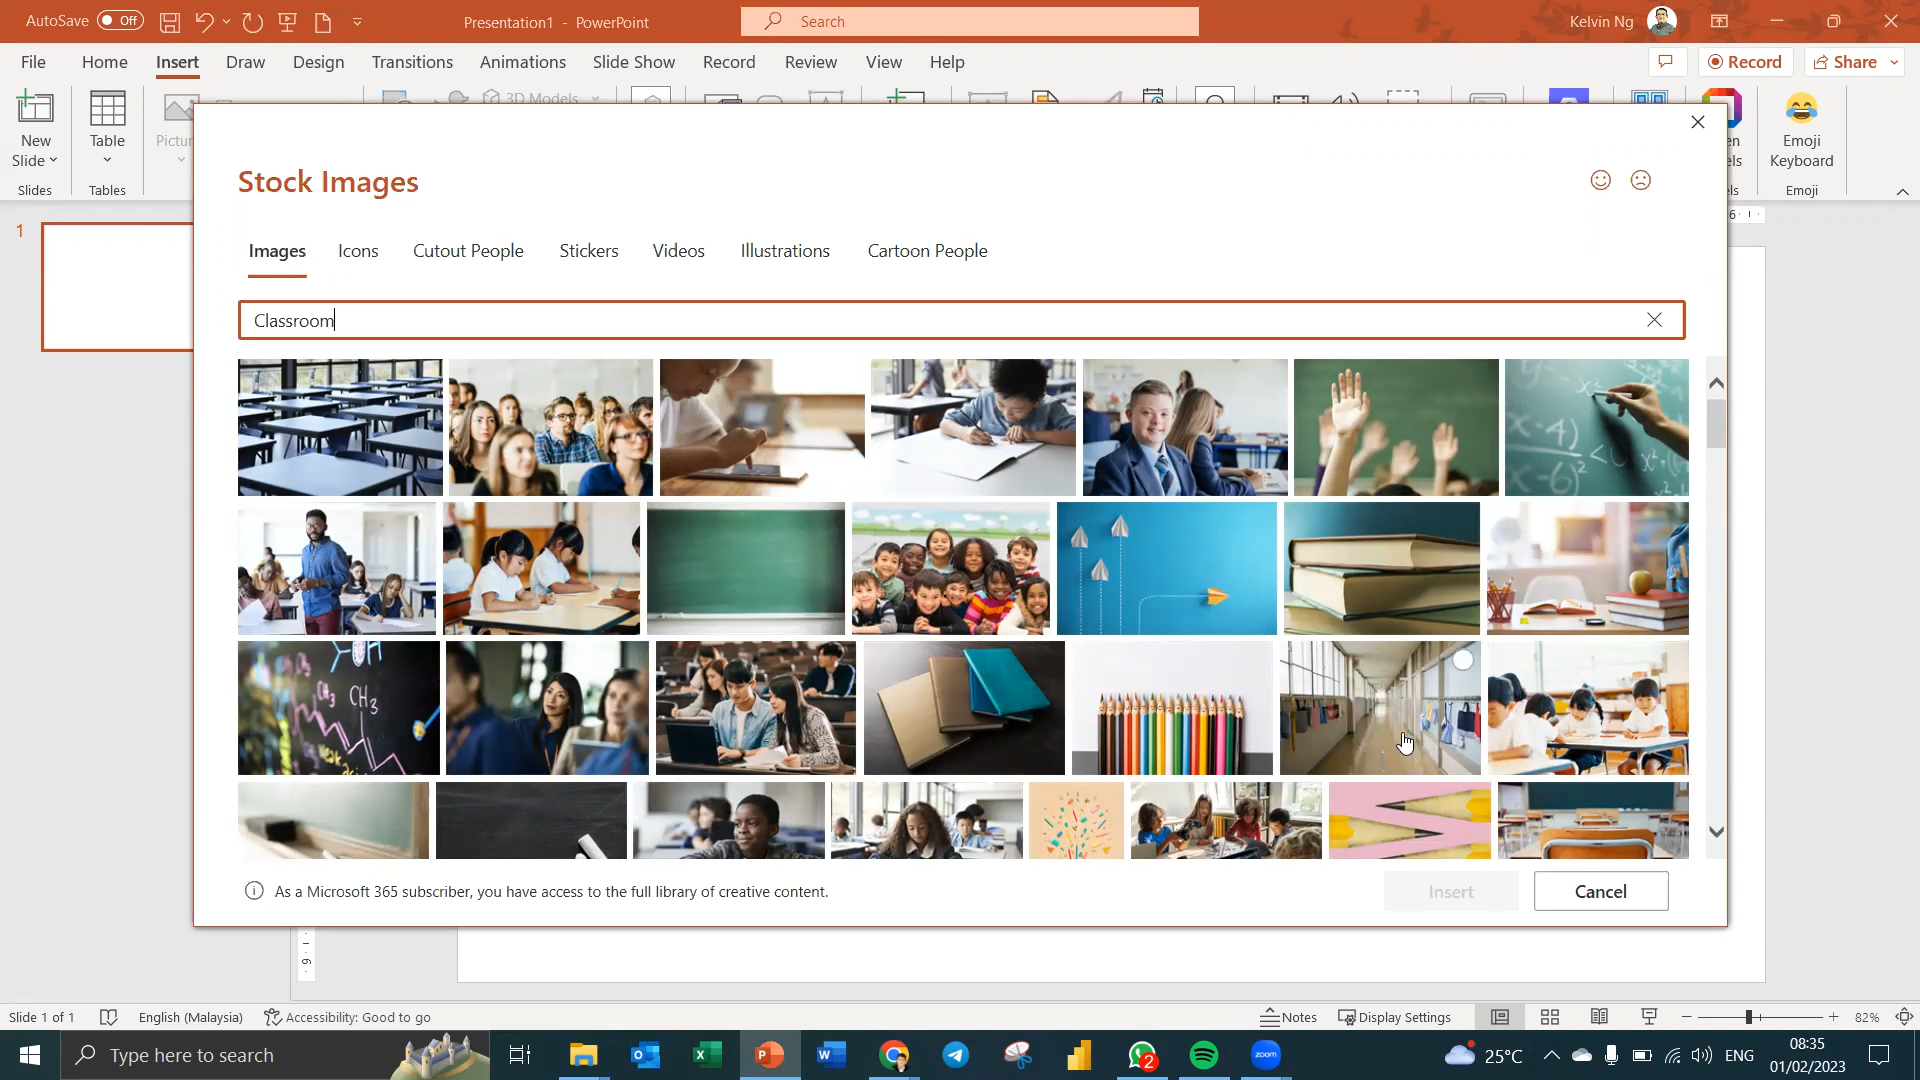 AutoSave Off
Presentation1 - PowerPoint
Search
Kelvin Ng
File Home Insert Draw Design Transitions Animations Slide Show Record Review View Help
Record Share
3D Models
New Slide
Table
Emoji Keyboard
Slides
Tables
Emoji
Stock Images
Images Icons Cutout People Stickers Videos Illustrations Cartoon People
Classroom
CH3
CH3
As a Microsoft 365 subscriber, you have access to the full library of creative content.
Insert Cancel
1
Slide 1 of 1 English (Malaysia) Accessibility: Good to go
Notes Display Settings 82%
Type here to search
2
zoom
25°C ENG
08:35
01/02/2023